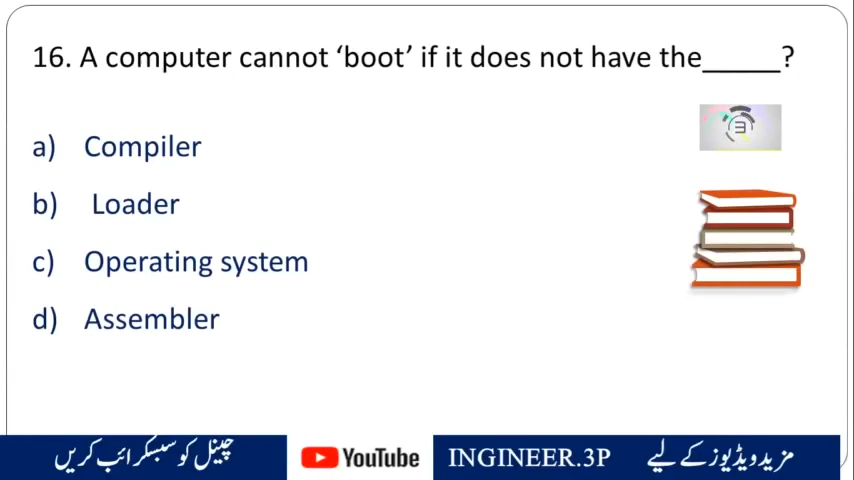 16. A computer cannot ‘boot’ if it does not have the_____?
a) Compiler
b) Loader
c) Operating system
d) Assembler
چینل کو سبسکرائب کریں
YouTube
INGINEER.3P
مزید ویڈیوز کے لیے